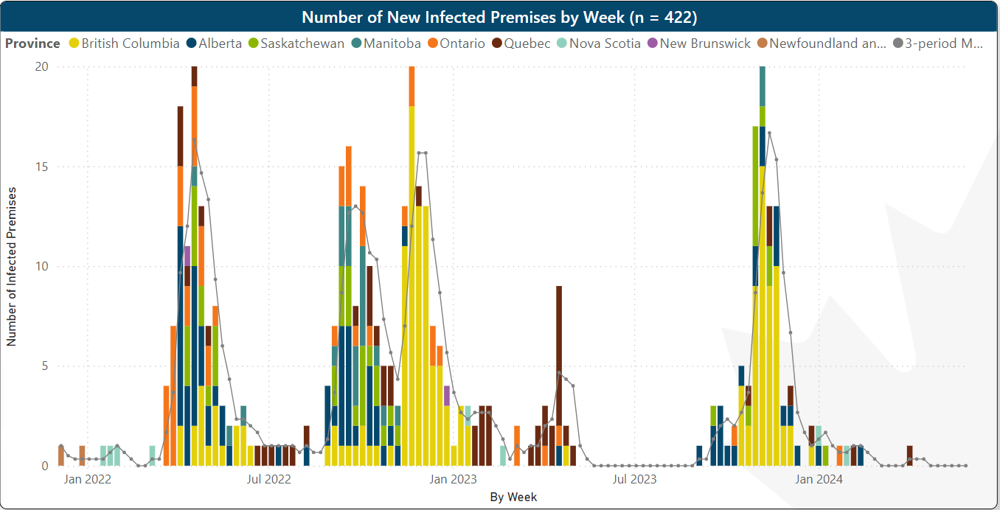 Number of New Infected Premises by Week (n = 422)
Province British Columbia Alberta Saskatchewan Manitoba Ontario Quebec Nova Scotia New Brunswick Newfoundland an... 3-period M...
20
15
10
5
0
Number of Infected Premises
Jan 2022 Jul 2022 Jan 2023 Jul 2023 Jan 2024
By Week